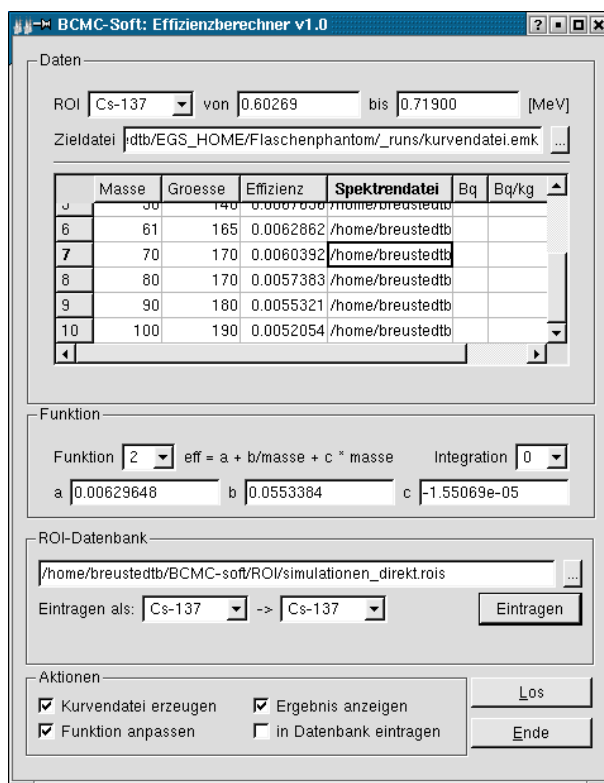 BCMC-Soft: Effizienzberechner v1.0
Daten
ROI Cs-137 von 0.60269 bis 0.71900 [MeV]
Zieldatei dtb/EGS_HOME/Flaschenphantom/_runs/kurvendatei.emk ...
Masse Groesse Effizienz Spektrendatei Bq Bq/kg
6 61 165 0.0062862 /home/breustedtb
7 70 170 0.0060392 /home/breustedtb
8 80 170 0.0057383 /home/breustedtb
9 90 180 0.0055321 /home/breustedtb
10 100 190 0.0052054 /home/breustedtb
Funktion
Funktion 2 eff = a + b/masse + c * masse Integration 0
a 0.00629648 b 0.0553384 c -1.55069e-05
ROI-Datenbank
/home/breustedtb/BCMC-soft/ROI/simulationen_direkt.rois ...
Eintragen als: Cs-137 -> Cs-137 Eintragen
Aktionen
Kurvendatei erzeugen Ergebnis anzeigen Los
Funktion anpassen in Datenbank eintragen Ende